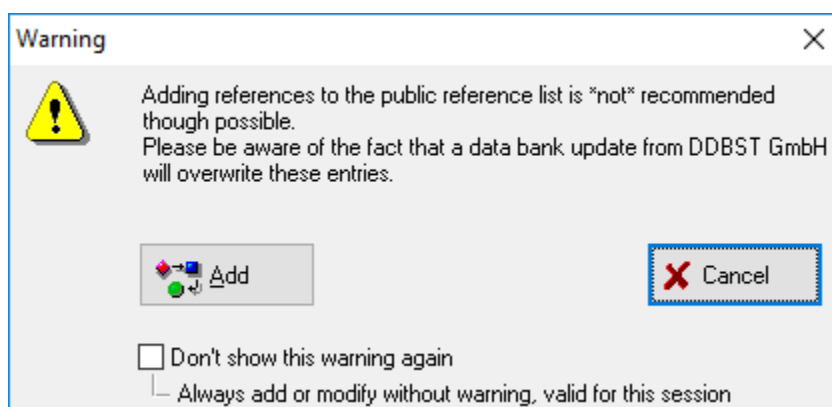 Warning
Adding references to the public reference list is *not* recommended
though possible.
Please be aware of the fact that a data bank update from DDBST GmbH
will overwrite these entries.
Add
Cancel
Don't show this warning again
Always add or modify without warning, valid for this session